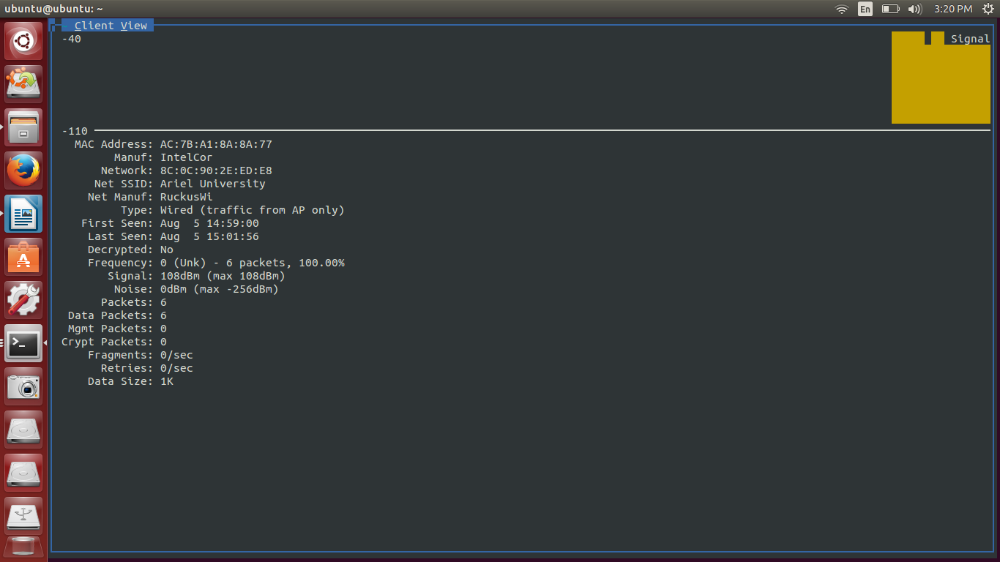 ubuntu@ubuntu: ~
En
3:20 PM
Client View
-40
Signal
-110
MAC Address: AC:7B:A1:8A:8A:77
Manuf: IntelCor
Network: 8C:0C:90:2E:ED:E8
Net SSID: Ariel University
Net Manuf: RuckusWi
Type: Wired (traffic from AP only)
First Seen: Aug  5 14:59:00
Last Seen: Aug  5 15:01:56
Decrypted: No
Frequency: 0 (Unk) - 6 packets, 100.00%
Signal: 108dBm (max 108dBm)
Noise: 0dBm (max -256dBm)
Packets: 6
Data Packets: 6
Mgmt Packets: 0
Crypt Packets: 0
Fragments: 0/sec
Retries: 0/sec
Data Size: 1K